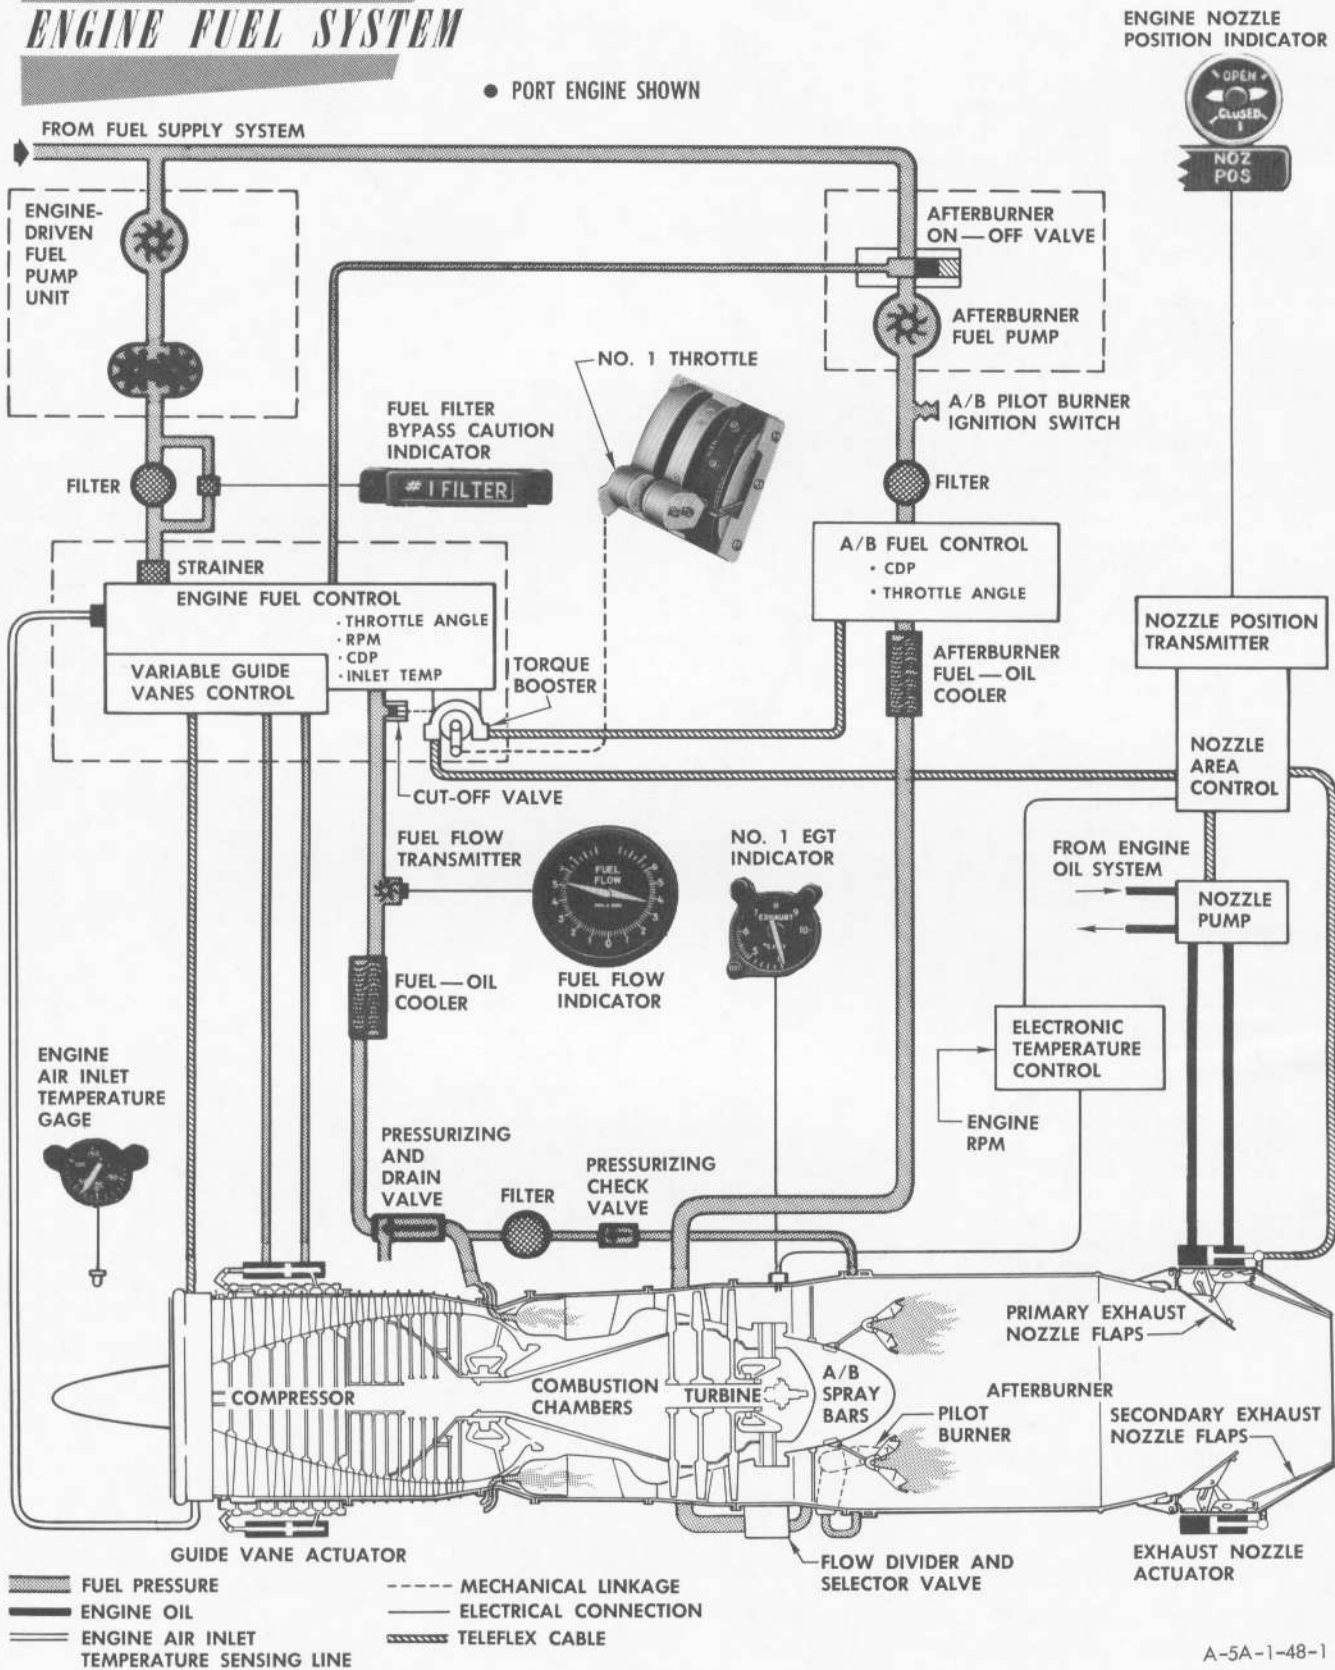 ENGINE FUEL SYSTEM
● PORT ENGINE SHOWN
ENGINE NOZZLE
POSITION INDICATOR
OPEN
CLOSED
NOZ
POS
FROM FUEL SUPPLY SYSTEM
ENGINE-
DRIVEN
FUEL
PUMP
UNIT
AFTERBURNER
ON—OFF VALVE
AFTERBURNER
FUEL PUMP
NO. 1 THROTTLE
A/B PILOT BURNER
IGNITION SWITCH
FUEL FILTER
BYPASS CAUTION
INDICATOR
# 1 FILTER
FILTER
FILTER
STRAINER
ENGINE FUEL CONTROL
· THROTTLE ANGLE
· RPM
· CDP
· INLET TEMP
VARIABLE GUIDE
VANES CONTROL
TORQUE
BOOSTER
A/B FUEL CONTROL
· CDP
· THROTTLE ANGLE
AFTERBURNER
FUEL—OIL
COOLER
NOZZLE POSITION
TRANSMITTER
NOZZLE
AREA
CONTROL
CUT-OFF VALVE
FUEL FLOW
TRANSMITTER
FUEL
FLOW
NO. 1 EGT
INDICATOR
EXHAUST
FROM ENGINE
OIL SYSTEM
NOZZLE
PUMP
FUEL—OIL
COOLER
FUEL FLOW
INDICATOR
ELECTRONIC
TEMPERATURE
CONTROL
ENGINE
RPM
ENGINE
AIR INLET
TEMPERATURE
GAGE
PRESSURIZING
AND
DRAIN
VALVE
FILTER
PRESSURIZING
CHECK
VALVE
PRIMARY EXHAUST
NOZZLE FLAPS
COMPRESSOR
COMBUSTION
CHAMBERS
TURBINE
A/B
SPRAY
BARS
AFTERBURNER
PILOT
BURNER
SECONDARY EXHAUST
NOZZLE FLAPS
GUIDE VANE ACTUATOR
FLOW DIVIDER AND
SELECTOR VALVE
EXHAUST NOZZLE
ACTUATOR
FUEL PRESSURE
ENGINE OIL
ENGINE AIR INLET
TEMPERATURE SENSING LINE
MECHANICAL LINKAGE
ELECTRICAL CONNECTION
TELEFLEX CABLE
A-5A-1-48-1